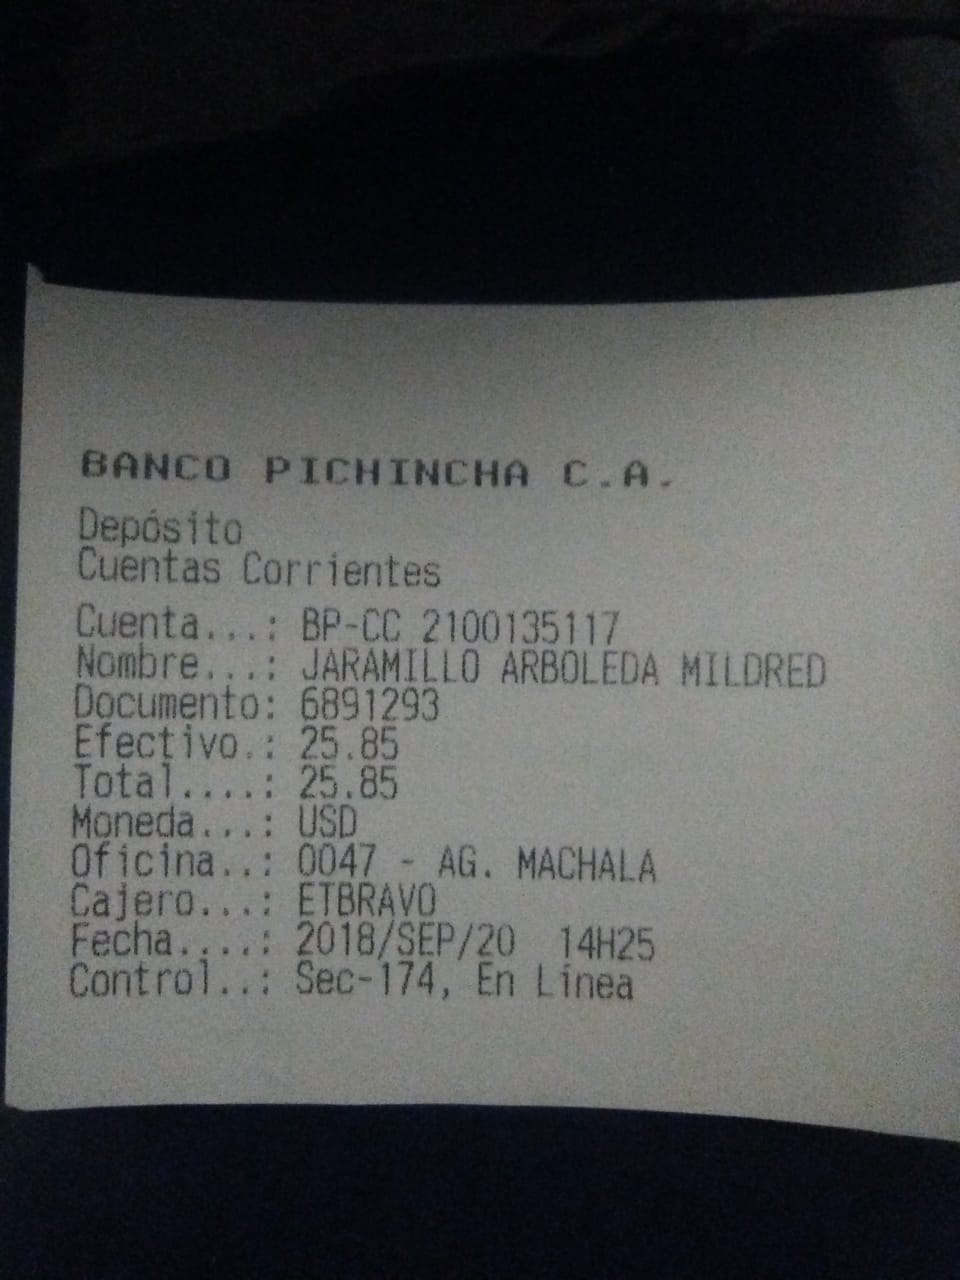 BANCO PICHINCHA C.A.
Depósito
Cuentas Corrientes
Cuenta...: BP-CC 2100135117
Nombre...: JARAMILLO ARBOLEDA MILDRED
Documento: 6891293
Efectivo.: 25.85
Total....: 25.85
Moneda...: USD
Oficina..: 0047 - AG. MACHALA
Cajero...: ETBRAVO
Fecha....: 2018/SEP/20 14H25
Control..: Sec-174, En Línea